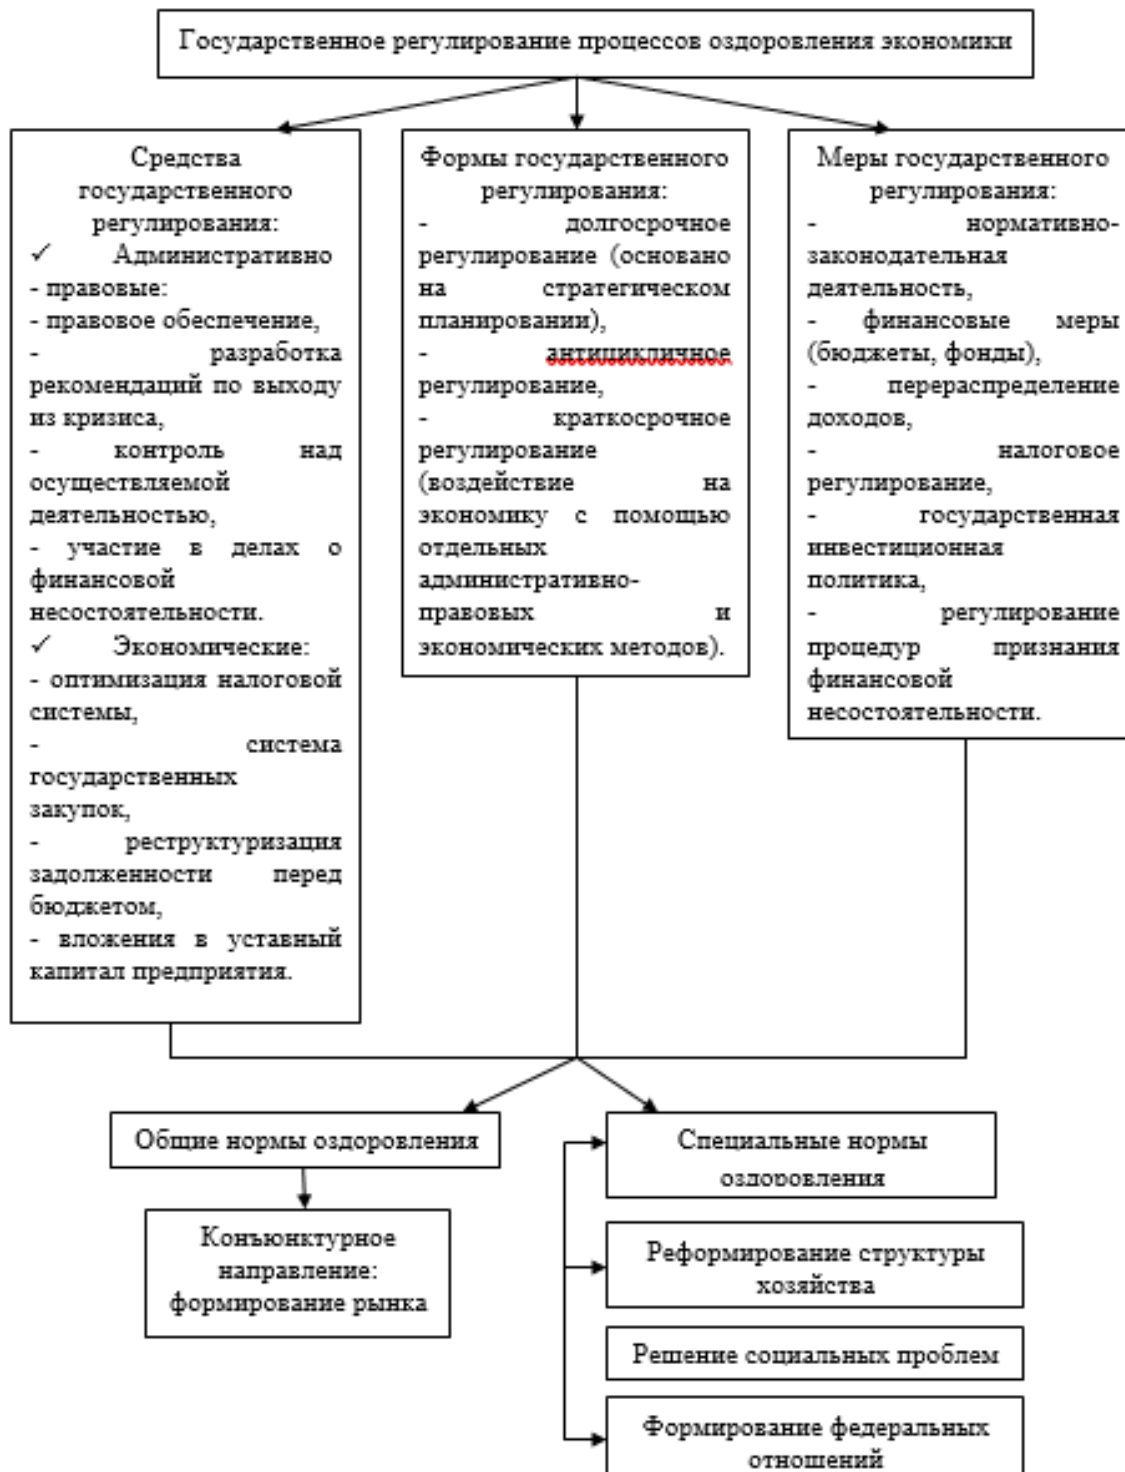 Государственное регулирование процессов оздоровления экономики
Средства
государственного
регулирования:
✓ Административно
- правовые:
- правовое обеспечение,
- разработка
рекомендаций по выходу
из кризиса,
- контроль над
осуществляемой
деятельностью,
- участие в делах о
финансовой
несостоятельности.
✓ Экономические:
- оптимизация налоговой
системы,
- система
государственных
закупок,
- реструктуризация
задолженности перед
бюджетом,
- вложения в уставный
капитал предприятия.
Формы государственного
регулирования:
- долгосрочное
регулирование (основано
на стратегическом
планировании),
- антицикличное
регулирование,
- краткосрочное
регулирование
(воздействие на
экономику с помощью
отдельных
административно-
правовых и
экономических методов).
Меры государственного
регулирования:
- нормативно-
законодательная
деятельность,
- финансовые меры
(бюджеты, фонды),
- перераспределение
доходов,
- налоговое
регулирование,
- государственная
инвестиционная
политика,
- регулирование
процедур признания
финансовой
несостоятельности.
Общие нормы оздоровления
Конъюнктурное
направление:
формирование рынка
Специальные нормы
оздоровления
Реформирование структуры
хозяйства
Решение социальных проблем
Формирование федеральных
отношений